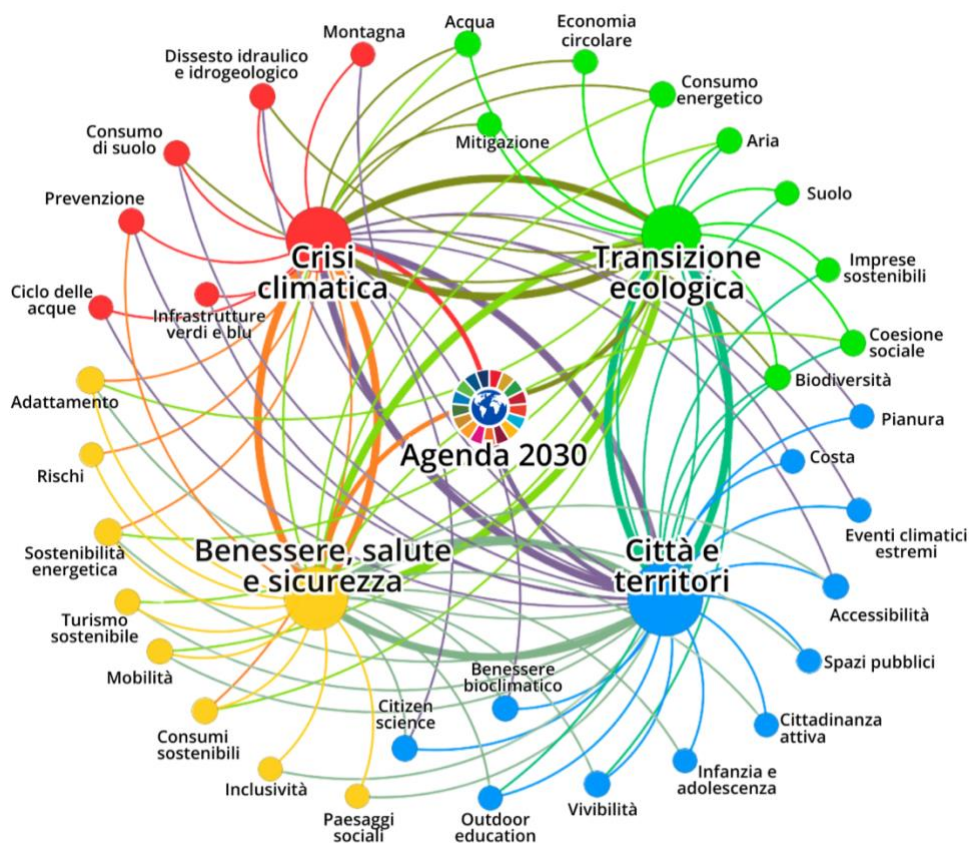 Montagna
Acqua
Economia
circolare
Dissesto idraulico
e idrogeologico
Consumo
energetico
Consumo
di suolo
Mitigazione
Aria
Prevenzione
Suolo
Crisi
climatica
Transizione
ecologica
Imprese
sostenibili
Ciclo delle
acque
Infrastrutture
verdi e blu
Coesione
sociale
Adattamento
Biodiversità
Pianura
Agenda 2030
Rischi
Costa
Eventi climatici
estremi
Sostenibilità
energetica
Benessere, salute
e sicurezza
Città e
territori
Accessibilità
Turismo
sostenibile
Mobilità
Spazi pubblici
Benessere
bioclimatico
Citizen
science
Cittadinanza
attiva
Consumi
sostenibili
Inclusività
Infanzia e
adolescenza
Paesaggi
sociali
Outdoor
education
Vivibilità